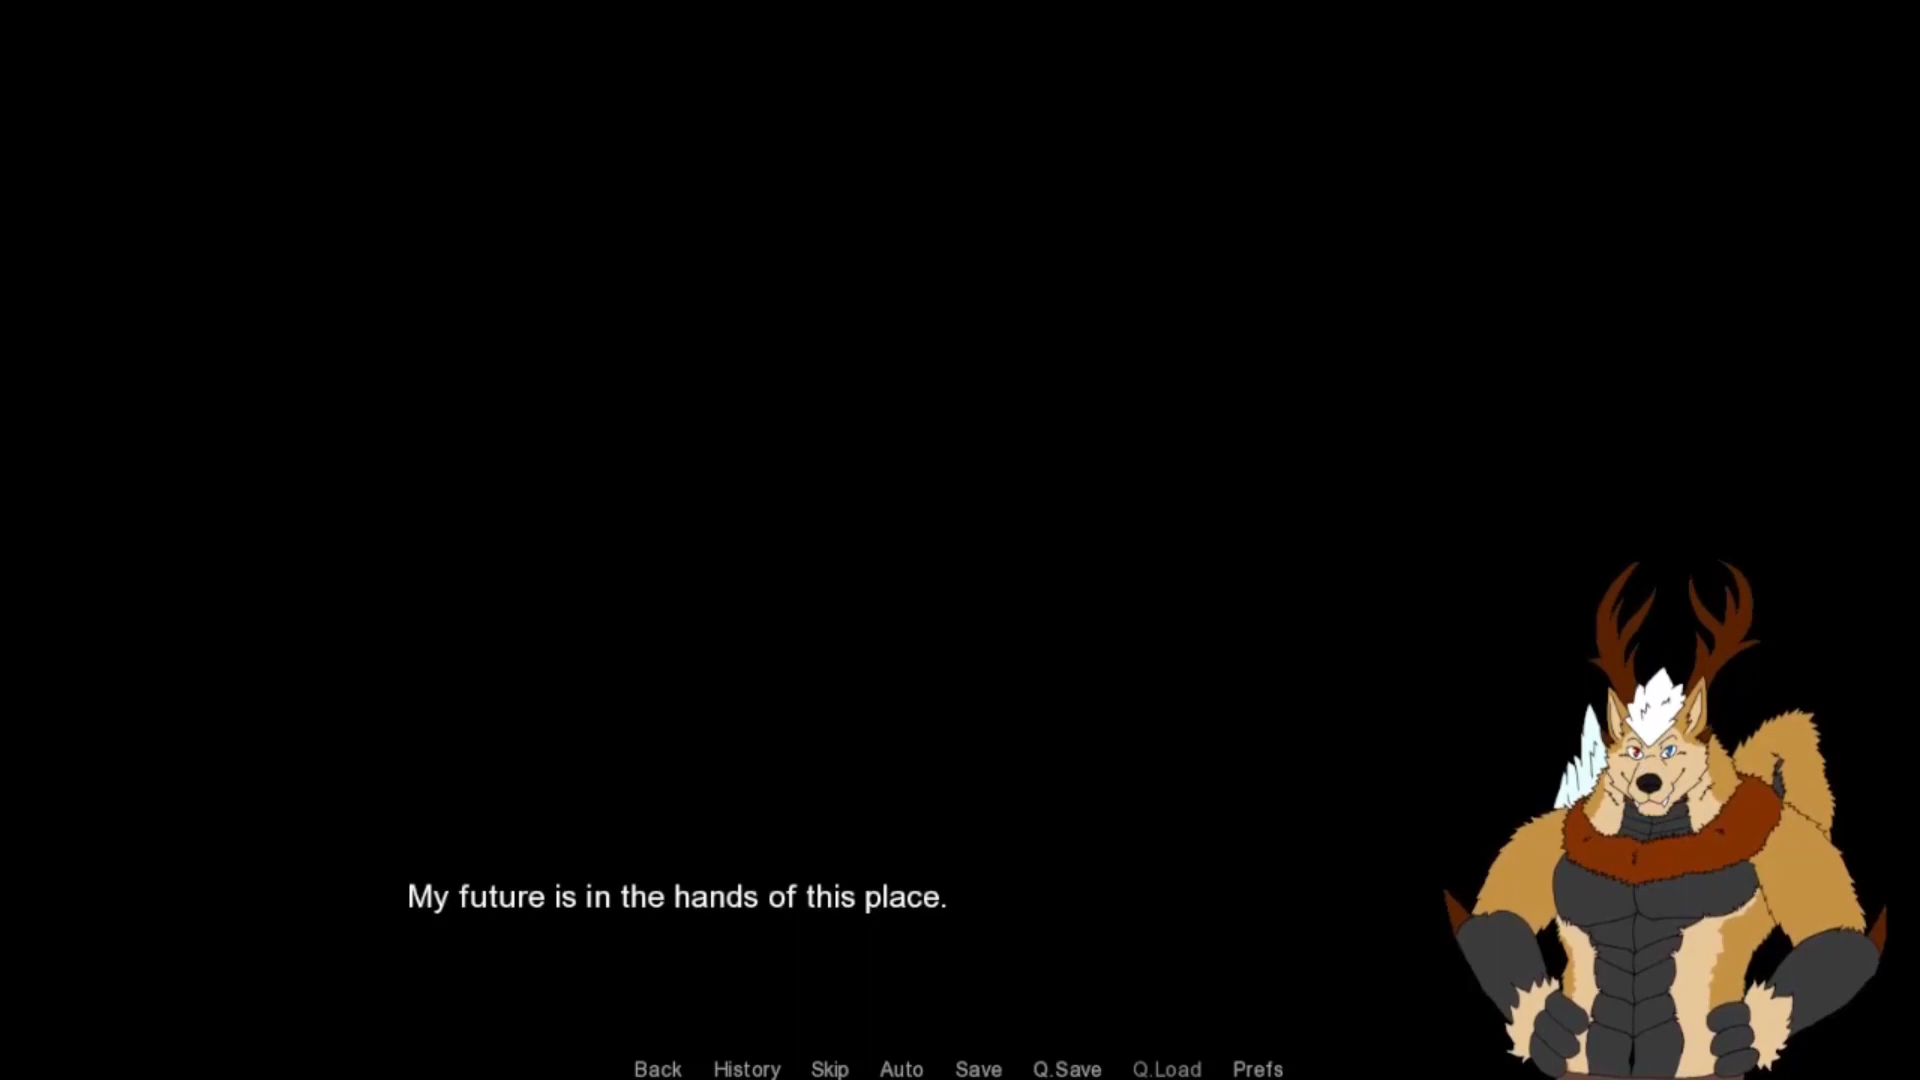 My future is in the hands of this place.
Back History Skip Auto Save Q.Save Q.Load Prefs